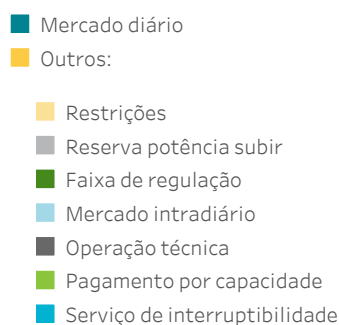 Mercado diário
Outros:
Restrições
Reserva potência subir
Faixa de regulação
Mercado intradiário
Operação técnica
Pagamento por capacidade
Serviço de interruptibilidade